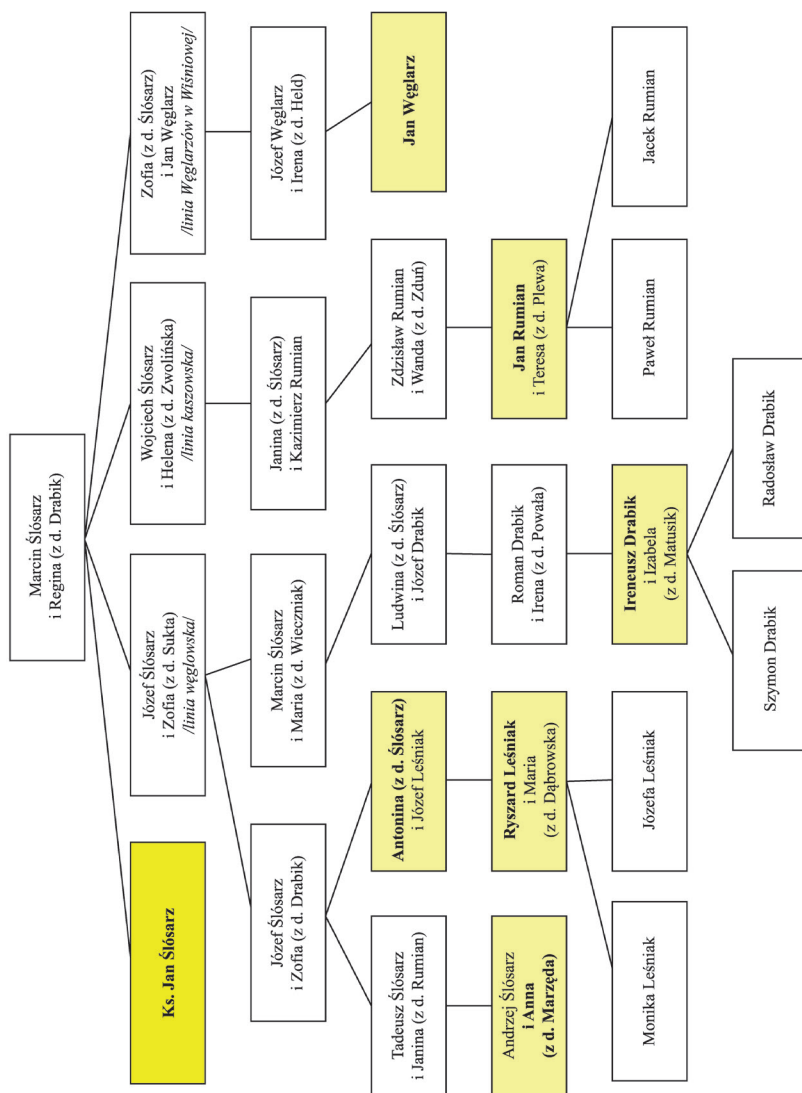 Marcin Ślósarz
i Regina (z d. Drabik)
Ks. Jan Ślósarz
Józef Ślósarz
i Zofia (z d. Sukta)
/linia węglowska/
Wojciech Ślósarz
i Helena (z d. Zwolińska)
/linia kaszowska/
Zofia (z d. Ślósarz)
i Jan Węglarz
/linia Węglarzów w Wiśniowej/
Józef Ślósarz
i Zofia (z d. Drabik)
Marcin Ślósarz
i Maria (z d. Wieczniak)
Janina (z d. Ślósarz)
i Kazimierz Rumian
Józef Węglarz
i Irena (z d. Held)
Tadeusz Ślósarz
i Janina (z d. Rumian)
Antonina (z d. Ślósarz)
i Józef Leśniak
Ludwina (z d. Ślósarz)
i Józef Drabik
Zdzisław Rumian
i Wanda (z d. Zduń)
Jan Węglarz
Andrzej Ślósarz
i Anna
(z d. Marzęda)
Ryszard Leśniak
i Maria
(z d. Dąbrowska)
Roman Drabik
i Irena (z d. Powała)
Jan Rumian
i Teresa (z d. Plewa)
Monika Leśniak
Józefa Leśniak
Ireneusz Drabik
i Izabela
(z d. Matusik)
Paweł Rumian
Jacek Rumian
Szymon Drabik
Radosław Drabik